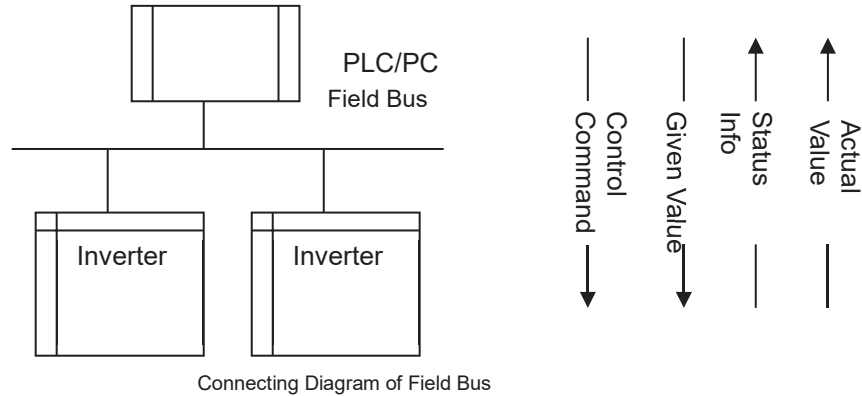 PLC/PC
Field Bus
Inverter
Inverter
Connecting Diagram of Field Bus
Control
Command
Given Value
Status
Info
Actual
Value